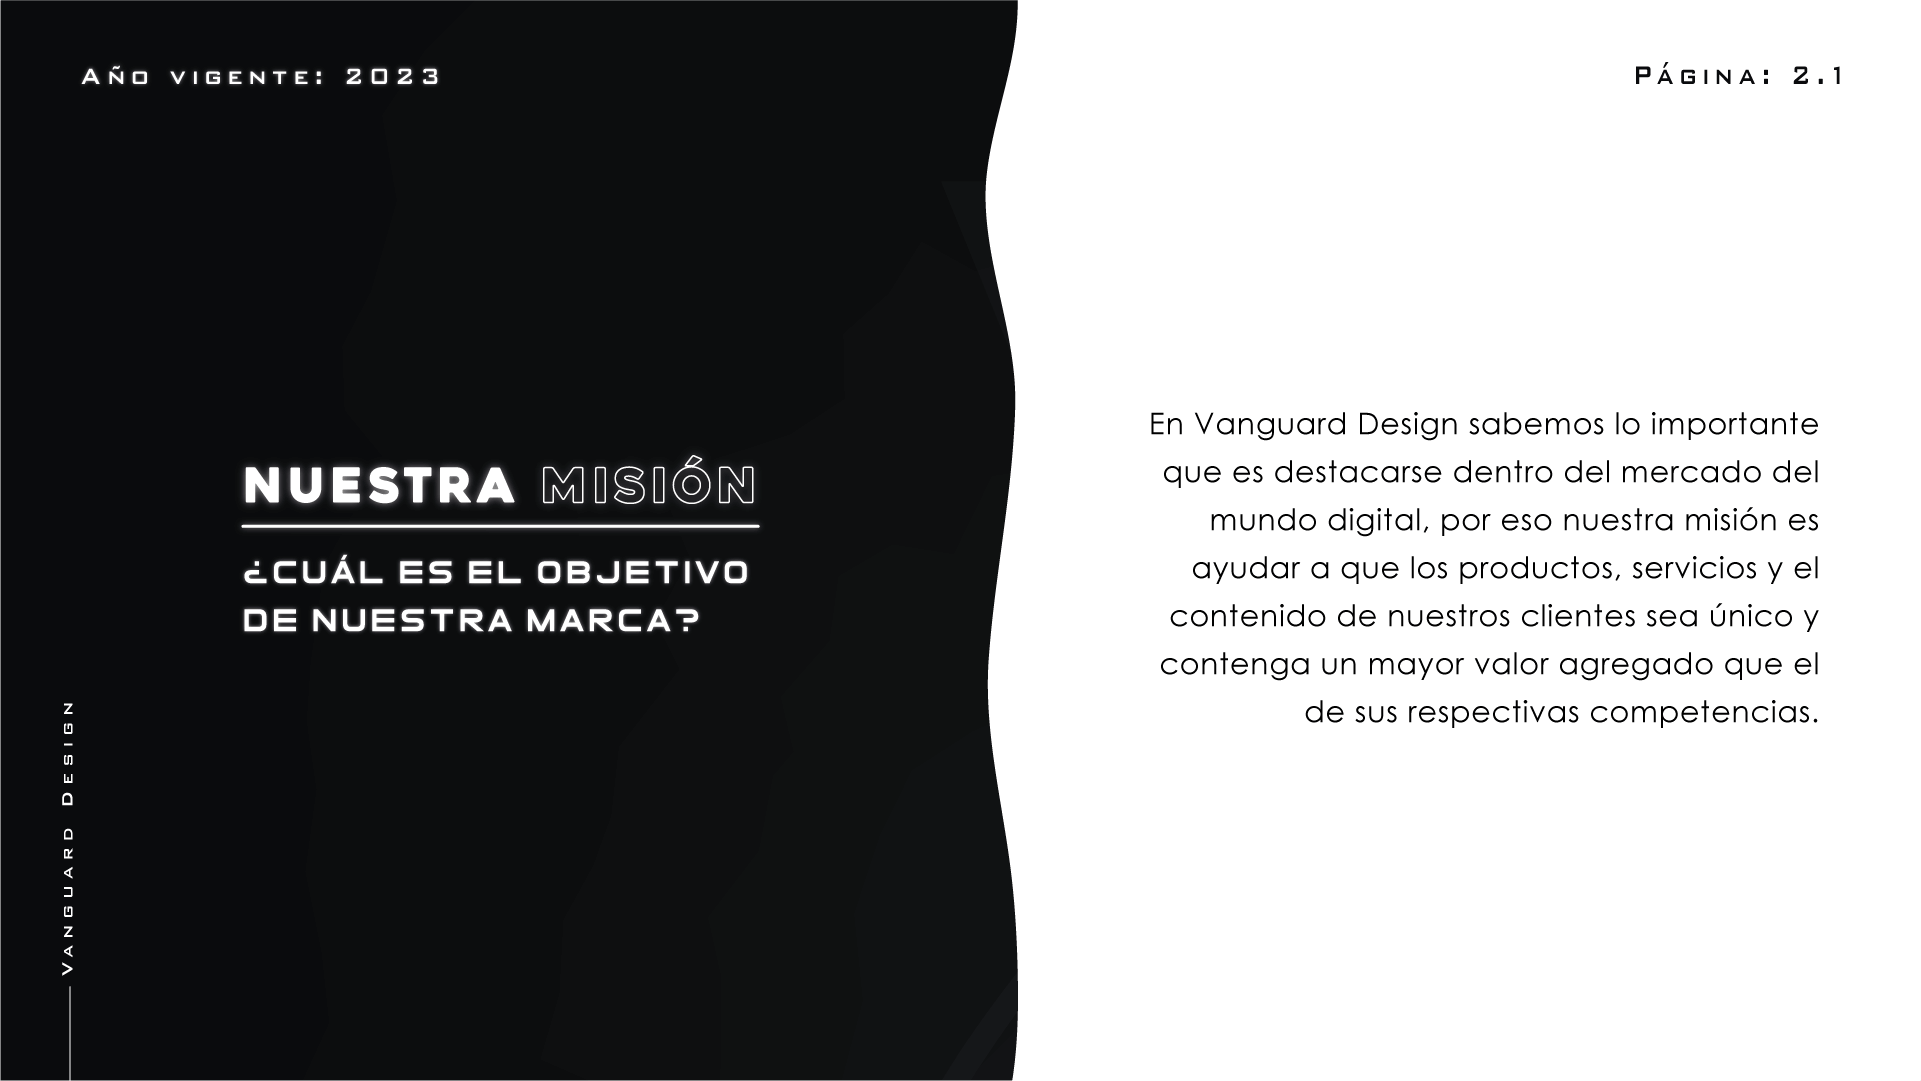 Año vigente: 2023
Página: 2.1
NUESTRA MISIÓN
¿CUÁL ES EL OBJETIVO
DE NUESTRA MARCA?
En Vanguard Design sabemos lo importante
que es destacarse dentro del mercado del
mundo digital, por eso nuestra misión es
ayudar a que los productos, servicios y el
contenido de nuestros clientes sea único y
contenga un mayor valor agregado que el
de sus respectivas competencias.
Vanguard Design